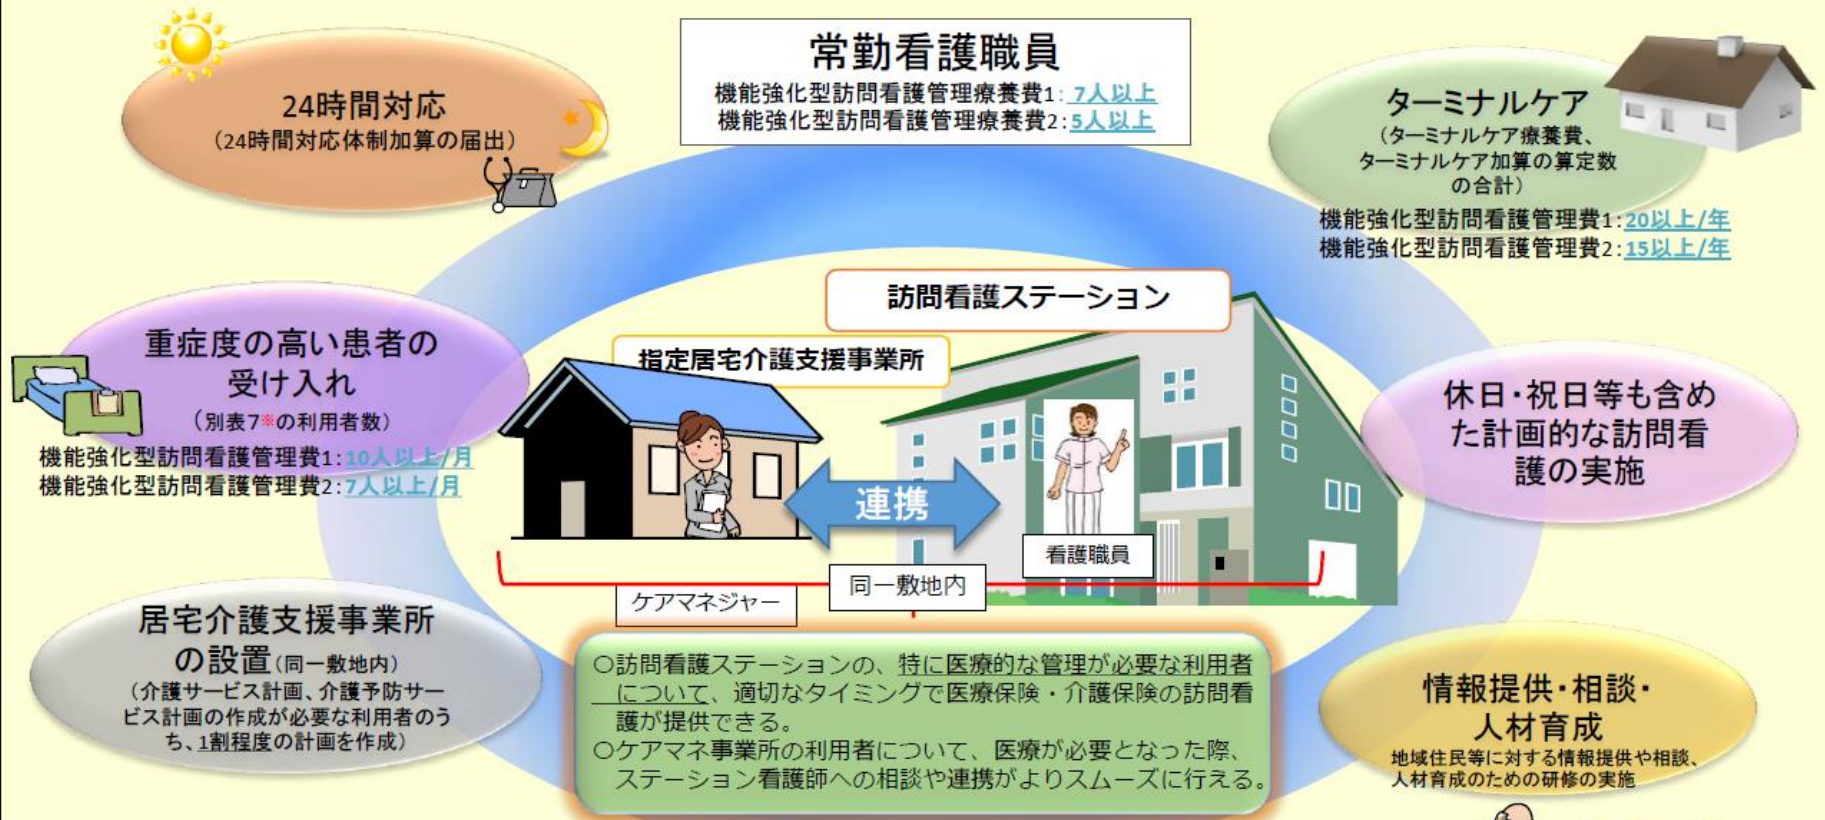 常勤看護職員
機能強化型訪問看護管理療養費1：7人以上
機能強化型訪問看護管理療養費2：5人以上
24時間対応
（24時間対応体制加算の届出）
ターミナルケア
（ターミナルケア療養費、
ターミナルケア加算の算定数
の合計）
機能強化型訪問看護管理費1：20以上/年
機能強化型訪問看護管理費2：15以上/年
重症度の高い患者の
受け入れ
（別表7※の利用者数）
機能強化型訪問看護管理費1：10人以上/月
機能強化型訪問看護管理費2：7人以上/月
訪問看護ステーション
指定居宅介護支援事業所
連携
看護職員
同一敷地内
ケアマネジャー
休日・祝日等も含め
た計画的な訪問看
護の実施
居宅介護支援事業所
の設置（同一敷地内）
（介護サービス計画、介護予防サー
ビス計画の作成が必要な利用者のう
ち、1割程度の計画を作成）
○訪問看護ステーションの、特に医療的な管理が必要な利用者
について、適切なタイミングで医療保険・介護保険の訪問看
護が提供できる。
○ケアマネ事業所の利用者について、医療が必要となった際、
ステーション看護師への相談や連携がよりスムーズに行える。
情報提供・相談・
人材育成
地域住民等に対する情報提供や相談、
人材育成のための研修の実施